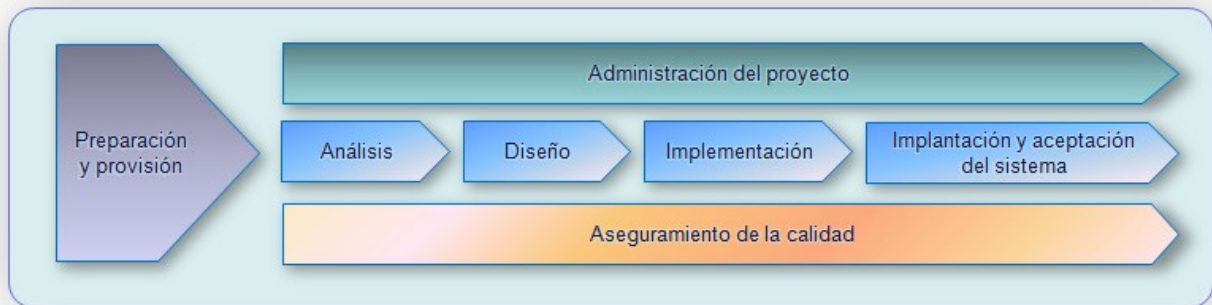 Preparación
y provisión
Administración del proyecto
Análisis
Diseño
Implementación
Implantación y aceptación
del sistema
Aseguramiento de la calidad